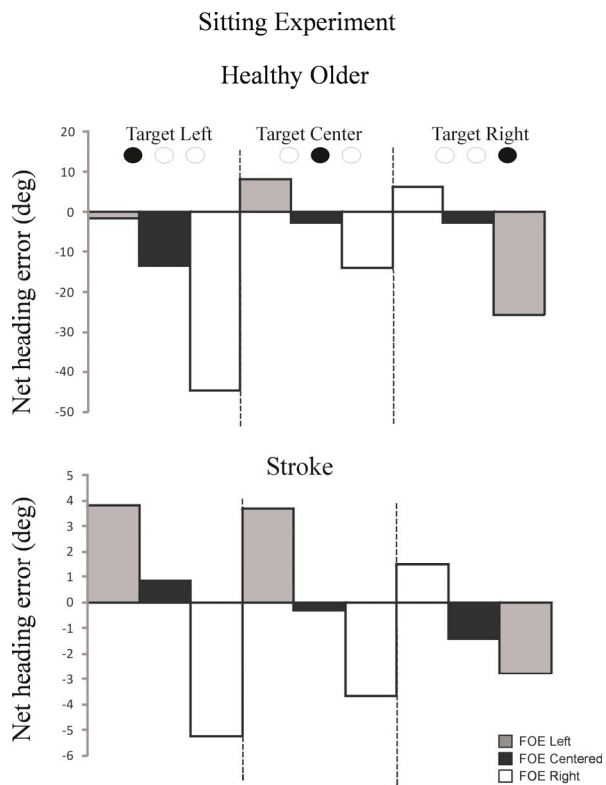 Sitting Experiment
Healthy Older
Target Left Target Center Target Right
Net heading error (deg)
20
10
0
-10
-20
-30
-40
-50
Stroke
Net heading error (deg)
5
4
3
2
1
0
-1
-2
-3
-4
-5
-6
FOE Left
FOE Centered
FOE Right